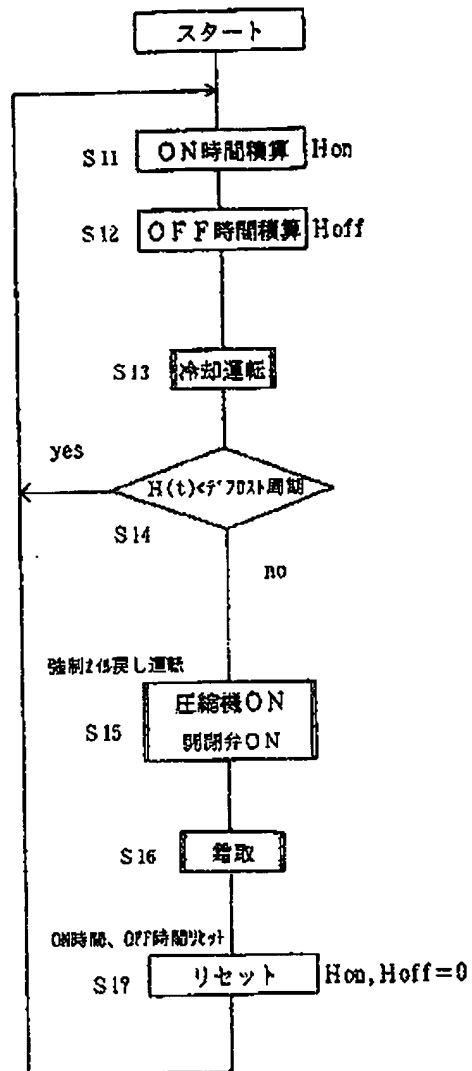 スタート
S11 ON時間積算 Hon
S12 OFF時間積算 Hoff
S13 冷却運転
yes
H(t)<デフロスト周期
S14
no
強制オイル戻し運転
圧縮機ON
S15
開閉弁ON
S16 霜取
ON時間、OFF時間リセット
S17 リセット Hon,Hoff=0